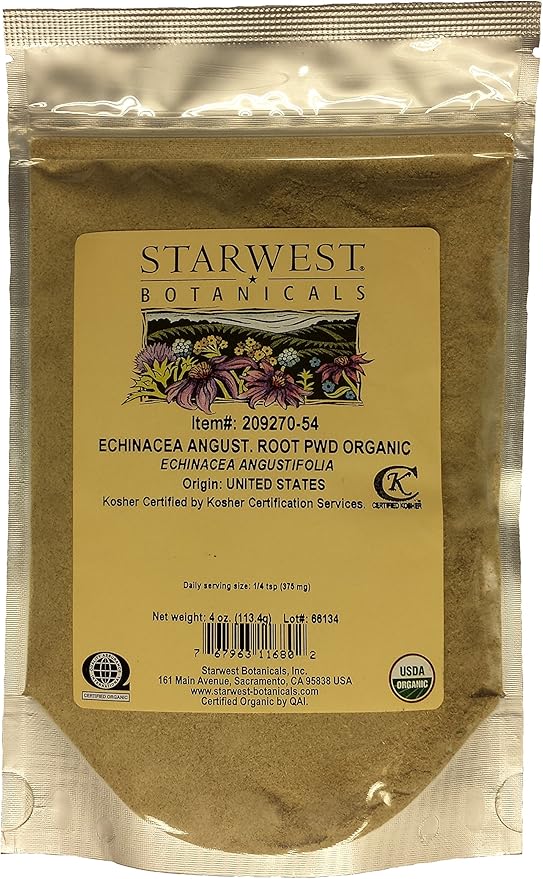 STARWEST®
BOTANICALS
Item#: 209270-54
ECHINACEA ANGUST. ROOT PWD ORGANIC
ECHINACEA ANGUSTIFOLIA
Origin: UNITED STATES
Kosher Certified by Kosher Certification Services.
CK
CERTIFIED KOSHER
Daily serving size: 1/4 tsp (375 mg)
Net weight: 4 oz. (113.4g) Lot#: 66134
7 67963 11680 2
Starwest Botanicals, Inc.
161 Main Avenue, Sacramento, CA 95838 USA
www.starwest-botanicals.com
Certified Organic by QAI.
CERTIFIED ORGANIC
USDA
ORGANIC